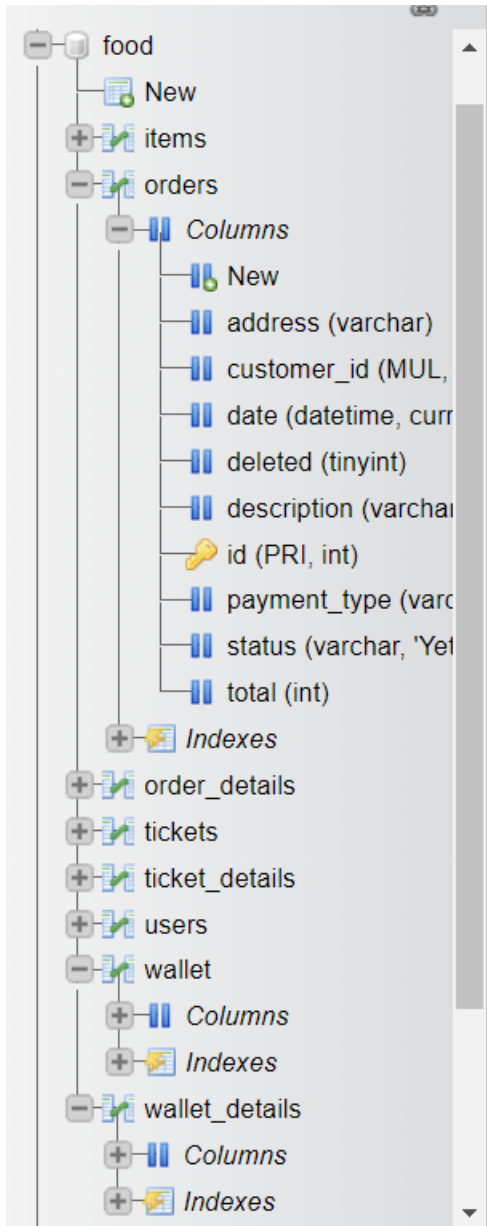 food
New
items
orders
Columns
New
address (varchar)
customer_id (MUL,
date (datetime, curr
deleted (tinyint)
description (varchar
id (PRI, int)
payment_type (varc
status (varchar, 'Yet
total (int)
Indexes
order_details
tickets
ticket_details
users
wallet
Columns
Indexes
wallet_details
Columns
Indexes